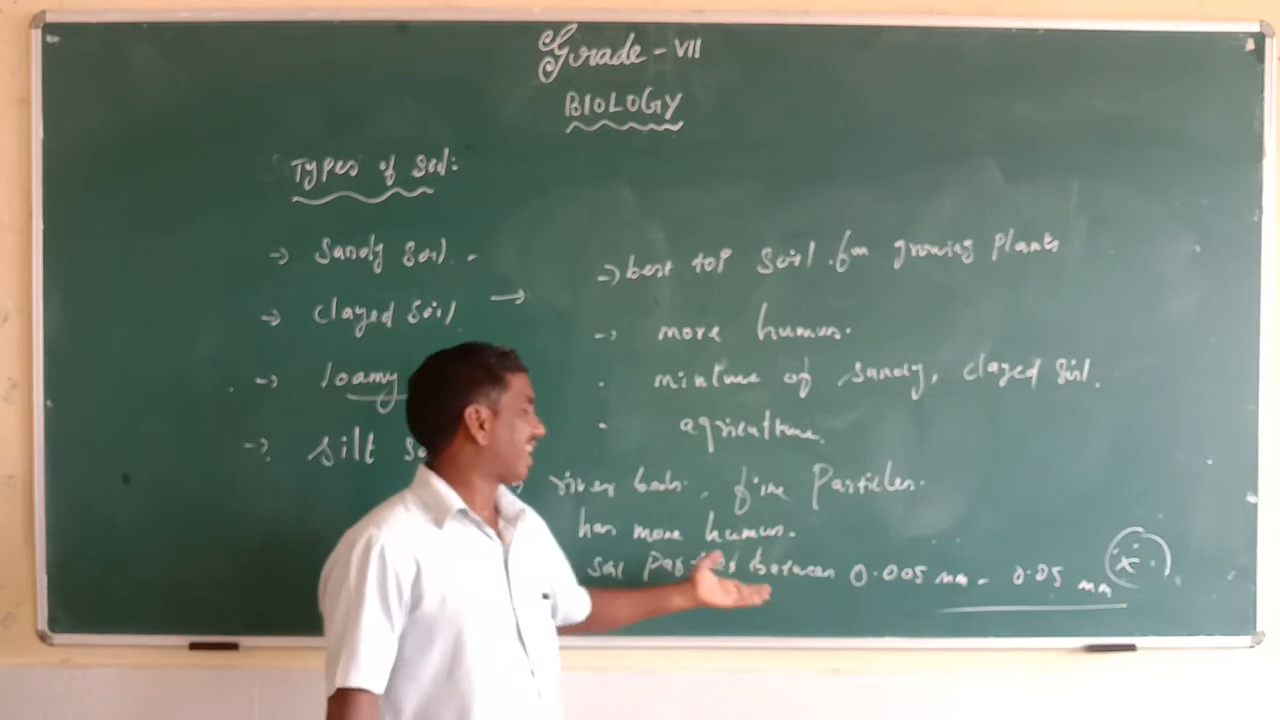 Grade - VII
BIOLOGY
Types of Soil:
→ Sandy Soil.
→ clayed Soil →
→ loamy
→ silt So
→ best top soil for growing plants
→ more humus.
. mixture of sandy, clayed soil.
. agriculture.
→ river beds, fine Particles.
has more humus.
Soil between 0.005 mm - 0.05 mm